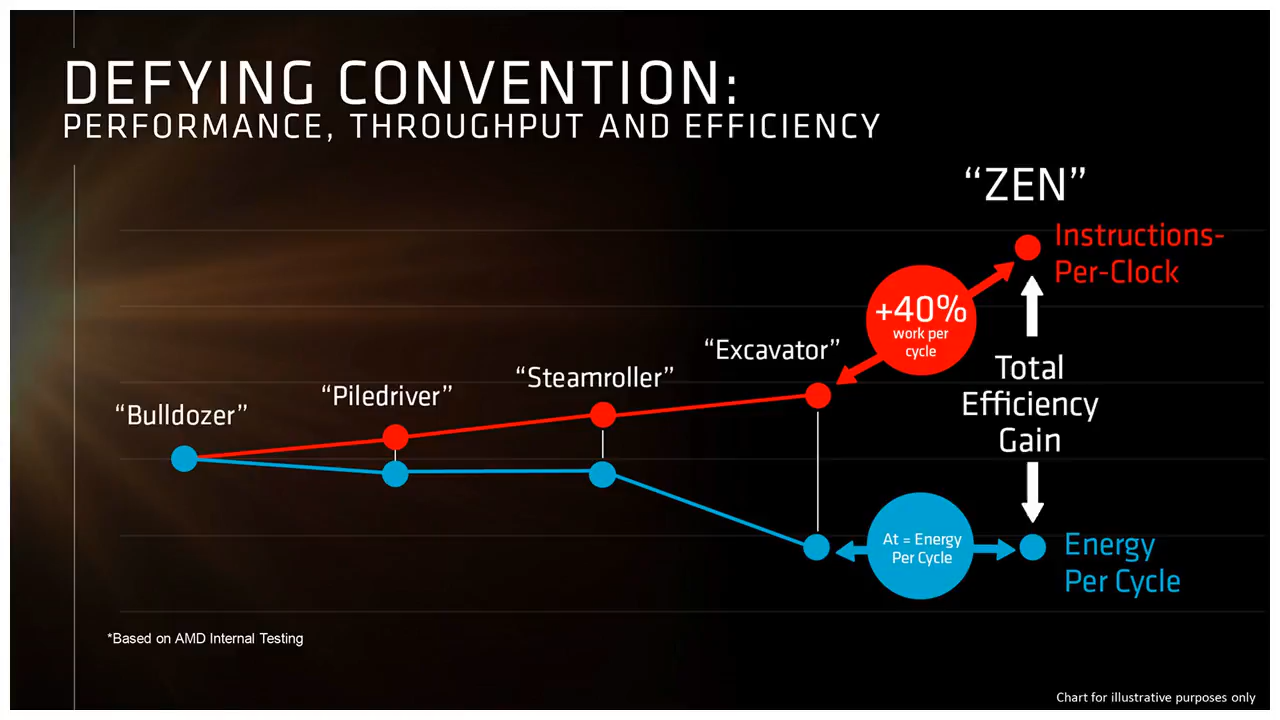 DEFYING CONVENTION:
PERFORMANCE, THROUGHPUT AND EFFICIENCY
“ZEN”
Instructions-
Per-Clock
+40%
work per
cycle
“Excavator”
“Steamroller”
“Piledriver”
“Bulldozer”
Total
Efficiency
Gain
At = Energy
Per Cycle
Energy
Per Cycle
*Based on AMD Internal Testing
Chart for illustrative purposes only